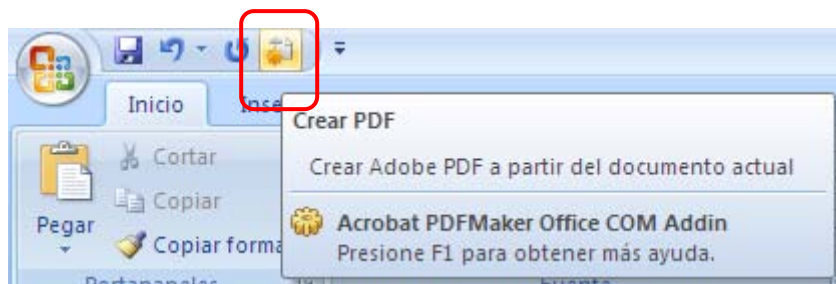 Inicio
Crear PDF
Crear Adobe PDF a partir del documento actual
Cortar
Copiar
Pegar
Copiar forma
Acrobat PDFMaker Office COM Addin
Presione F1 para obtener más ayuda.